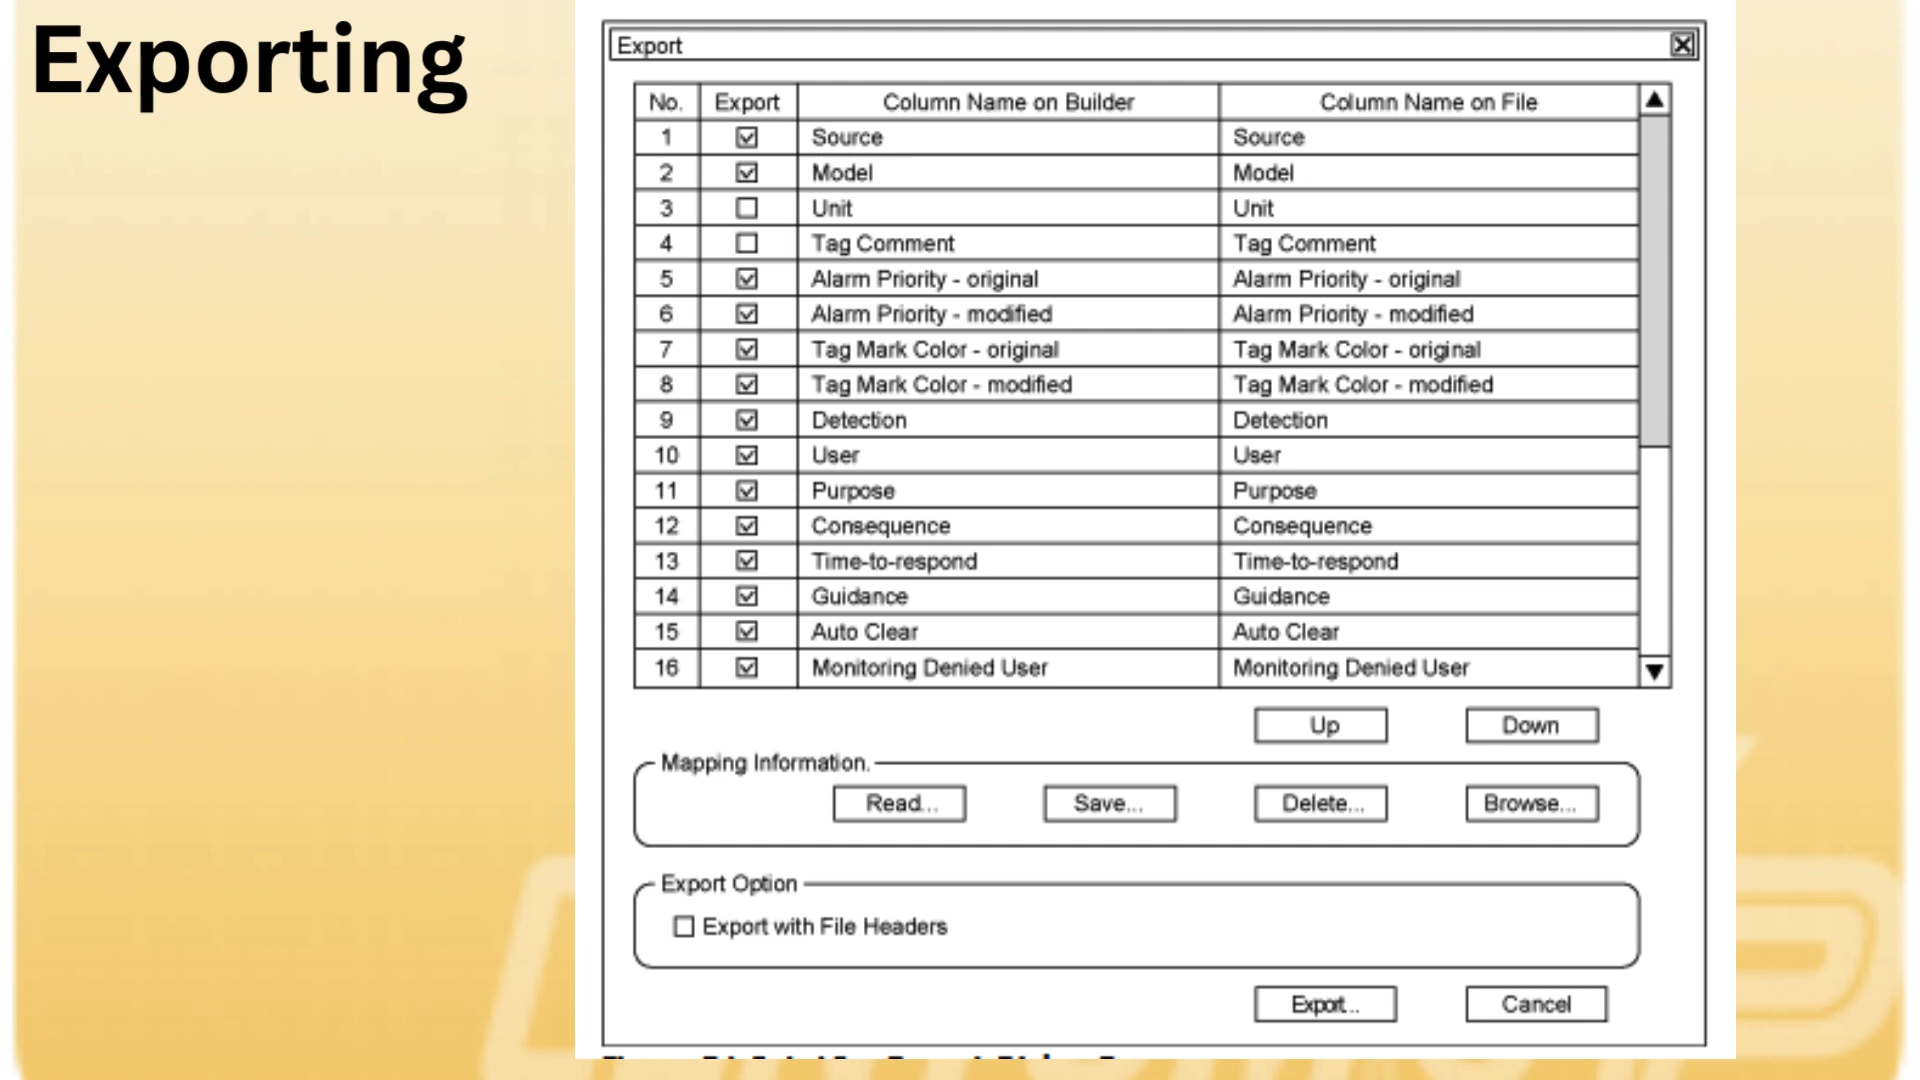 Exporting
Export
No. Export Column Name on Builder Column Name on File
1 Source Source
2 Model Model
3 Unit Unit
4 Tag Comment Tag Comment
5 Alarm Priority - original Alarm Priority - original
6 Alarm Priority - modified Alarm Priority - modified
7 Tag Mark Color - original Tag Mark Color - original
8 Tag Mark Color - modified Tag Mark Color - modified
9 Detection Detection
10 User User
11 Purpose Purpose
12 Consequence Consequence
13 Time-to-respond Time-to-respond
14 Guidance Guidance
15 Auto Clear Auto Clear
16 Monitoring Denied User Monitoring Denied User
Up Down
Mapping Information.
Read... Save... Delete... Browse...
Export Option
Export with File Headers
Export... Cancel